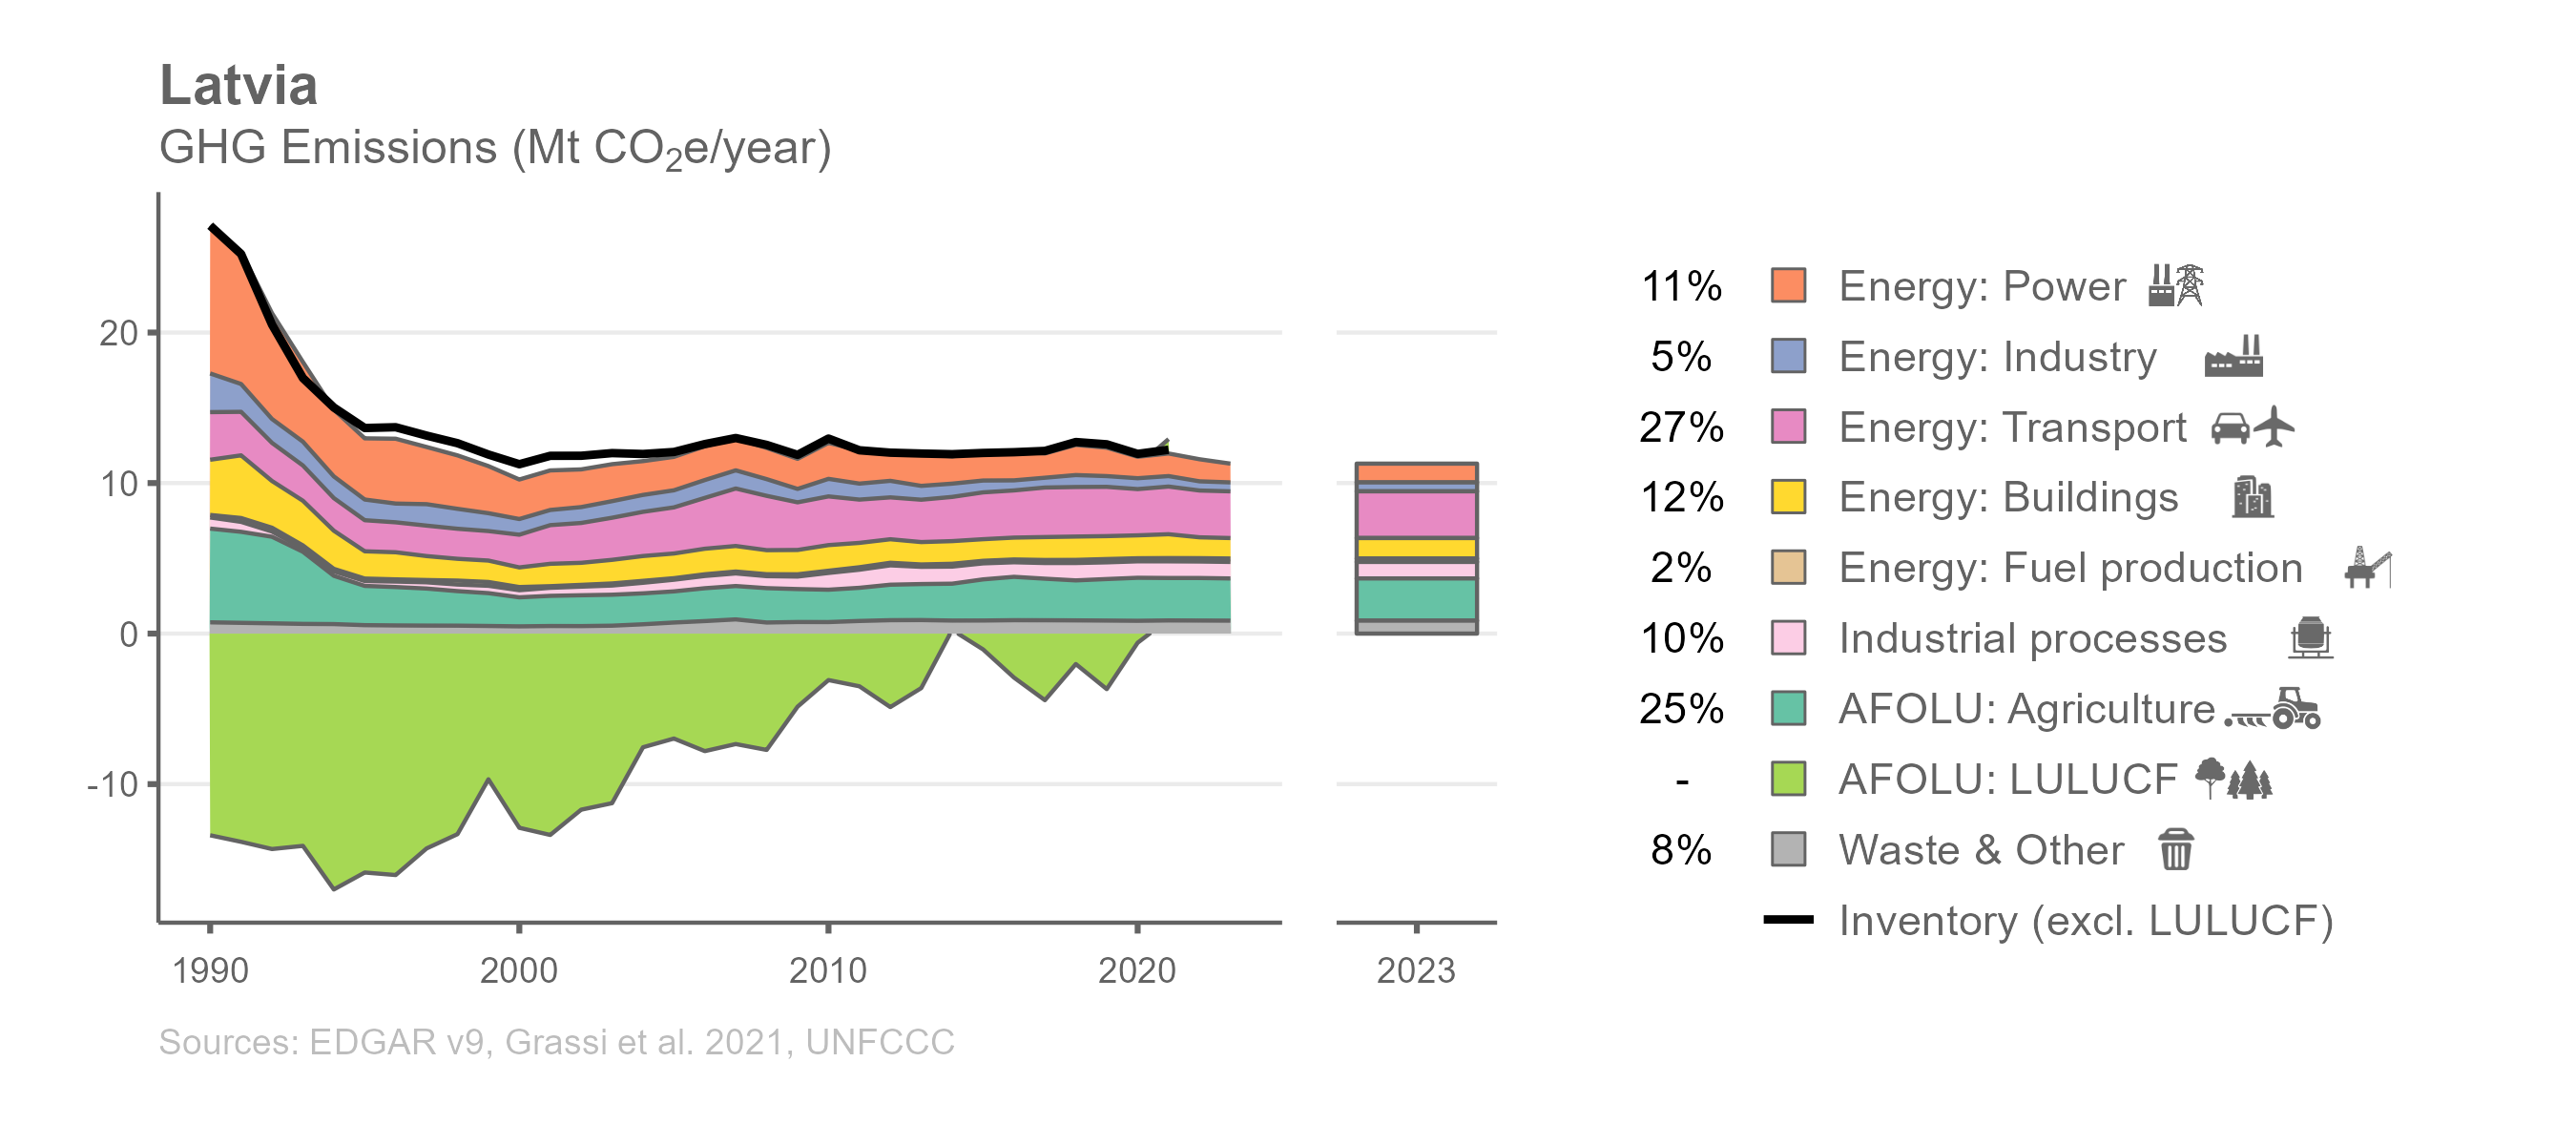 Latvia
GHG Emissions (Mt CO₂e/year)
20
10
0
-10
1990 2000 2010 2020 2023
11% Energy: Power
5% Energy: Industry
27% Energy: Transport
12% Energy: Buildings
2% Energy: Fuel production
10% Industrial processes
25% AFOLU: Agriculture
- AFOLU: LULUCF
8% Waste & Other
Inventory (excl. LULUCF)
Sources: EDGAR v9, Grassi et al. 2021, UNFCCC